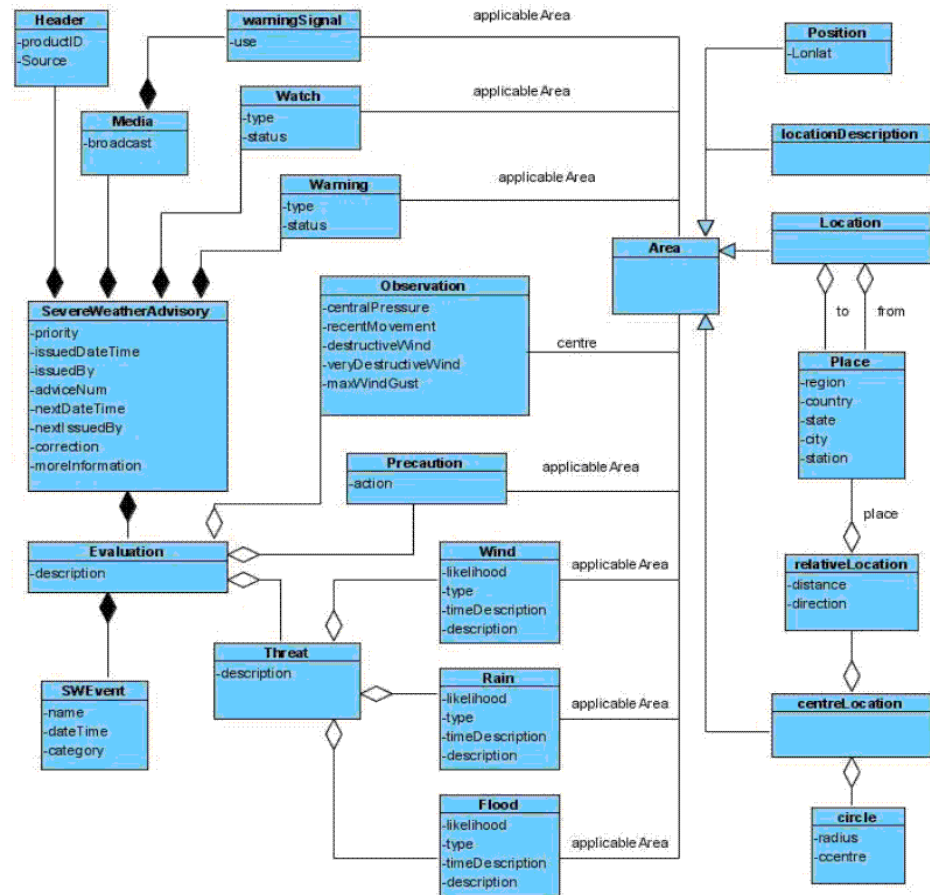 Header
-productID
-Source
warningSignal
-use
applicable Area
Position
-Lonlat
Media
-broadcast
Watch
-type
-status
applicable Area
locationDescription
Warning
-type
-status
applicable Area
Area
Location
to
from
SevereWeatherAdvisory
-priority
-issuedDateTime
-issuedBy
-adviceNum
-nextDateTime
-nextIssuedBy
-correction
-moreInformation
Observation
-centralPressure
-recentMovement
-destructiveWind
-veryDestructiveWind
-maxWindGust
centre
Place
-region
-country
-state
-city
-station
place
Precaution
-action
applicable Area
Evaluation
-description
Wind
-likelihood
-type
-timeDescription
-description
applicable Area
relativeLocation
-distance
-direction
Threat
-description
SWEvent
-name
-dateTime
-category
Rain
-likelihood
-type
-timeDescription
-description
applicable Area
centreLocation
Flood
-likelihood
-type
-timeDescription
-description
applicable Area
circle
-radius
-ccentre